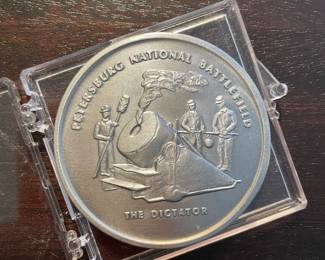 PETERSBURG NATIONAL BATTLEFIELD
THE DICTATOR